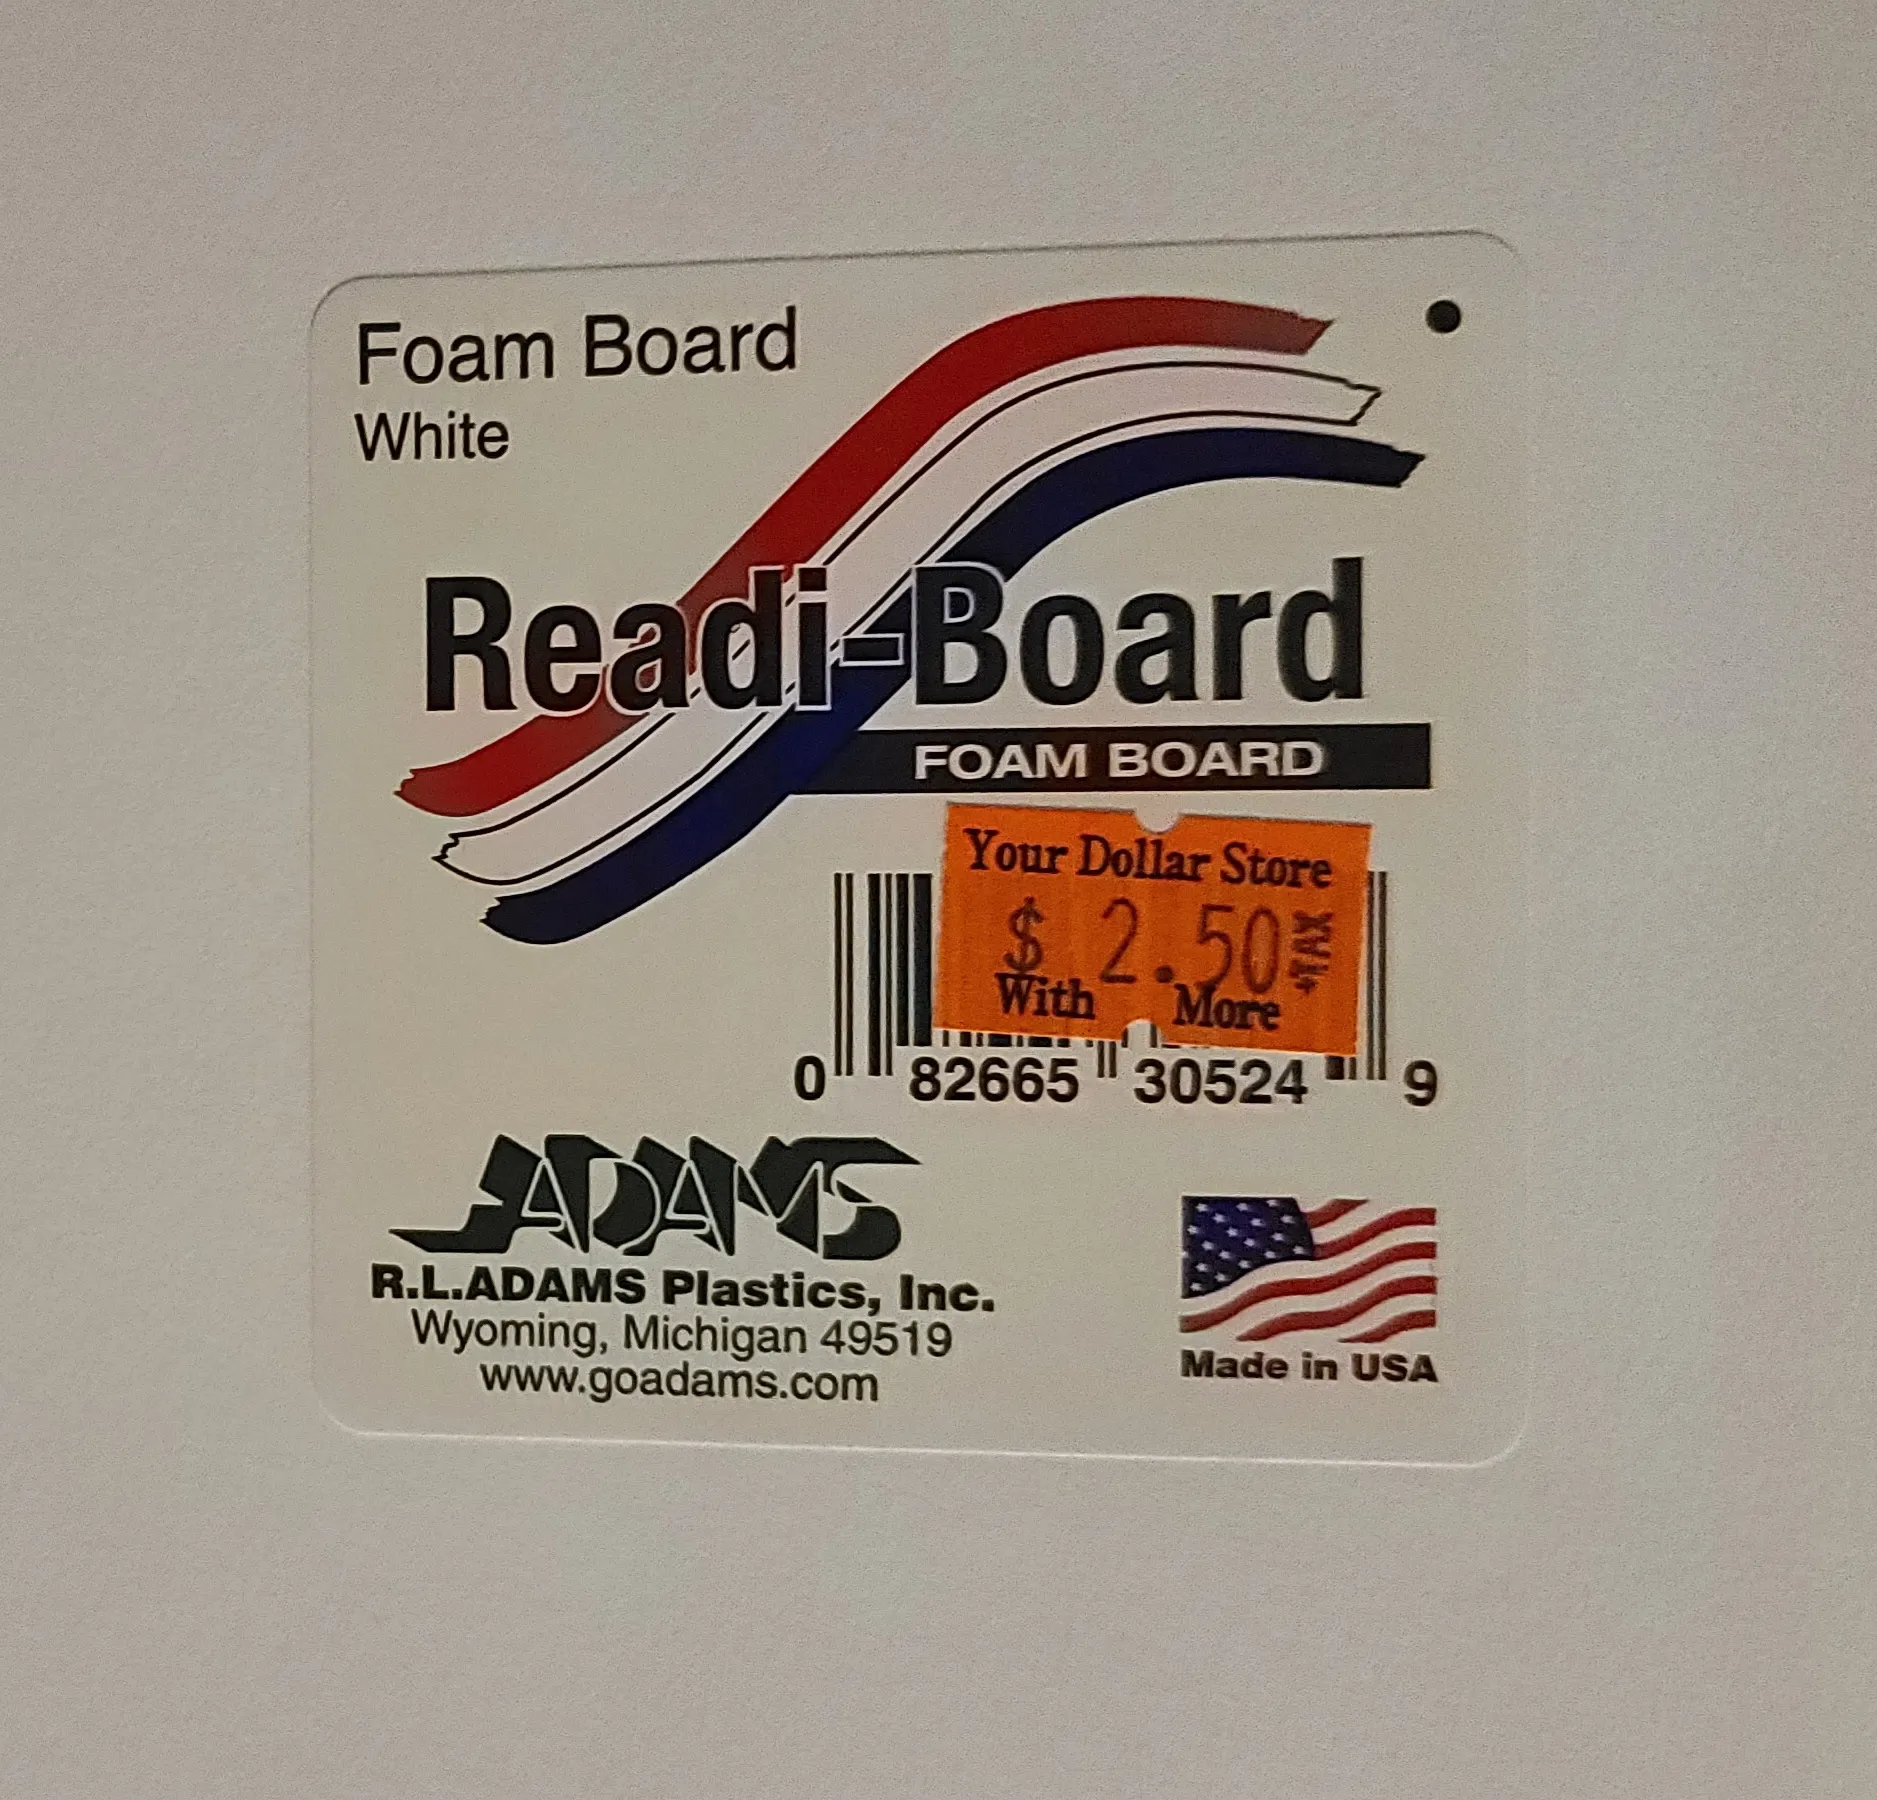 Foam Board
White
Readi-Board
FOAM BOARD
Your Dollar Store
$ 2.50 +TAX
With More
0 82665 30524 9
ADAMS
R.L.ADAMS Plastics, Inc.
Wyoming, Michigan 49519
www.goadams.com
Made in USA